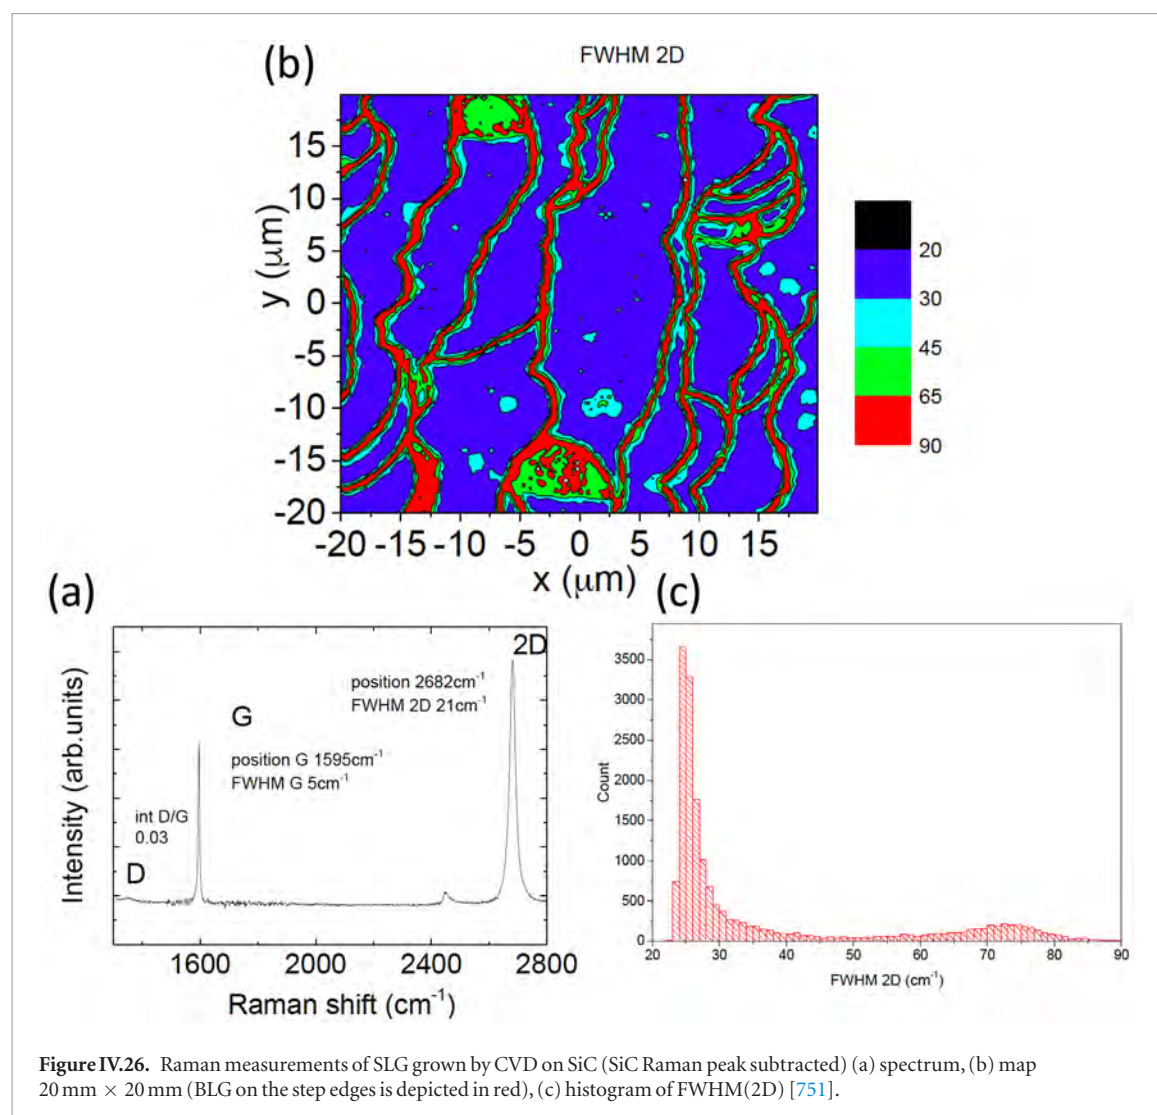 (b)
FWHM 2D
15
10
5
0
-5
-10
-15
-20
y (μm)
-20 -15 -10 -5 0 5 10 15
x (μm)
20
30
45
65
90
(a)
2D
position 2682cm⁻¹
FWHM 2D 21cm⁻¹
G
position G 1595cm⁻¹
FWHM G 5cm⁻¹
int D/G
0.03
D
Intensity (arb.units)
1600 2000 2400 2800
Raman shift (cm⁻¹)
(c)
3500
3000
2500
2000
1500
1000
500
0
Count
20 30 40 50 60 70 80 90
FWHM 2D (cm⁻¹)
Figure IV.26. Raman measurements of SLG grown by CVD on SiC (SiC Raman peak subtracted) (a) spectrum, (b) map
20 mm × 20 mm (BLG on the step edges is depicted in red), (c) histogram of FWHM(2D) [751].